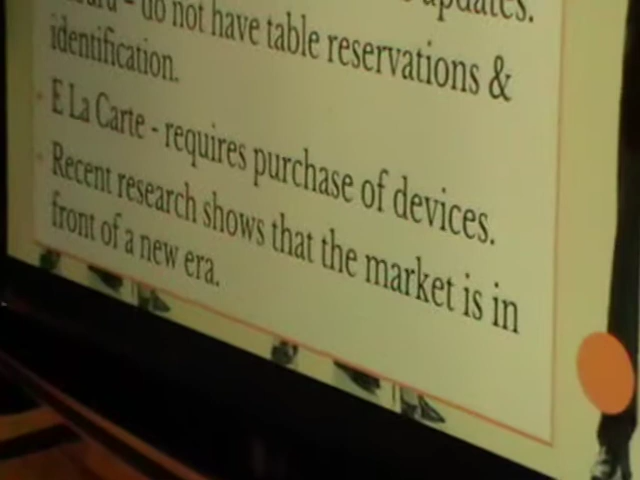 updates.
- do not have table reservations &
identification.
E La Carte - requires purchase of devices.
Recent research shows that the market is in
front of a new era.